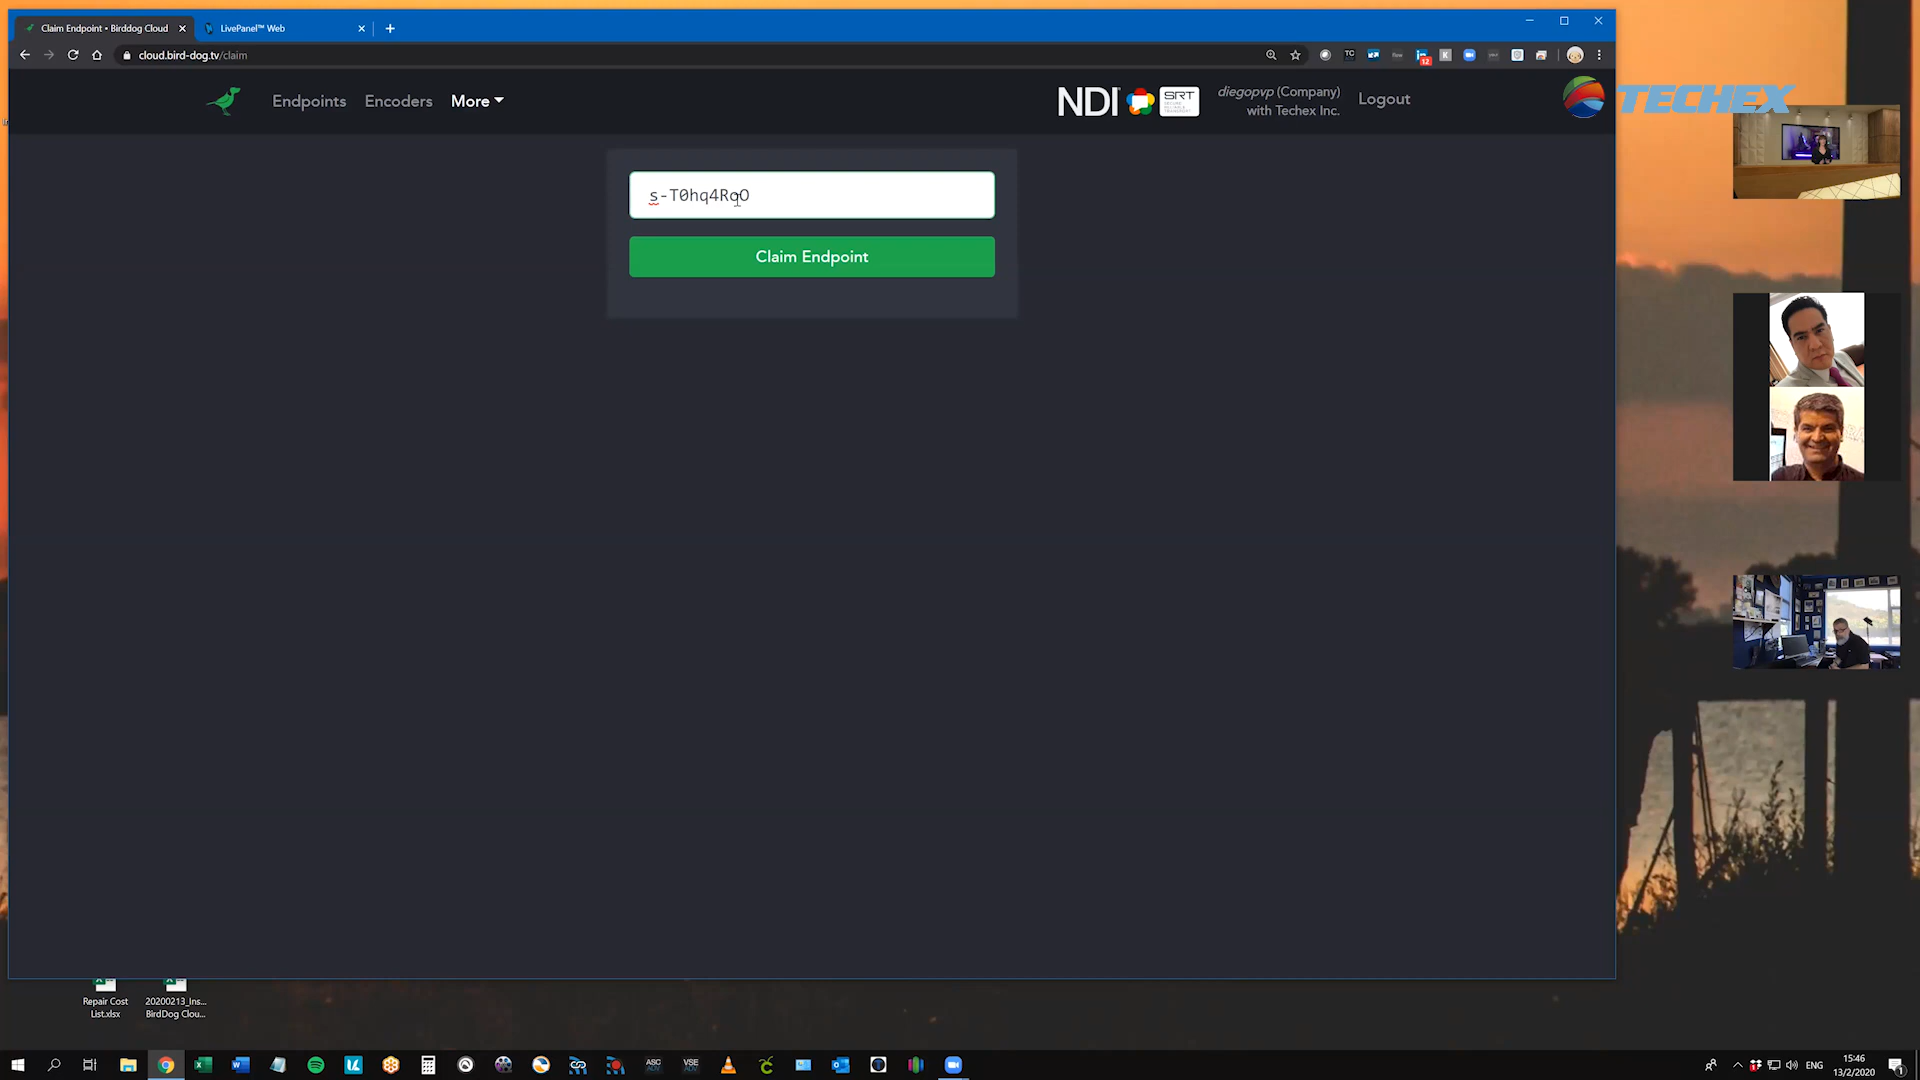 Claim Endpoint • Birddog Cloud
LivePanel™ Web
cloud.bird-dog.tv/claim
Endpoints
Encoders
More
NDI
SRT
diegopvp (Company)
with Techex Inc.
Logout
TECHEX
Claim Endpoint
Repair Cost
List.xlsx
20200213_Ins...
BirdDog Clou...
ASC
VSE
ENG
15:46
13/2/2020